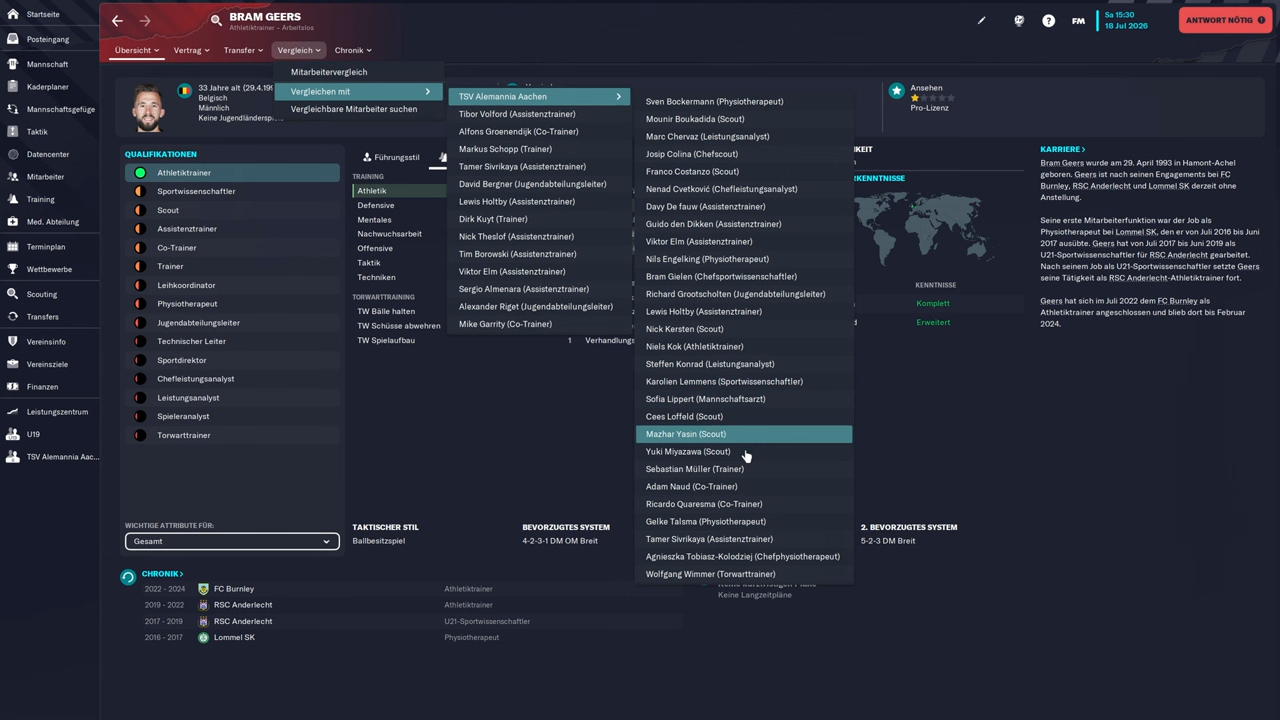 Startseite
Posteingang
Mannschaft
Kaderplaner
Mannschaftsgefüge
Taktik
Datencenter
Mitarbeiter
Training
Med. Abteilung
Terminplan
Wettbewerbe
Scouting
Transfers
Vereinsinfo
Vereinsziele
Finanzen
Leistungszentrum
U19
TSV Alemannia Aac...
BRAM GEERS
Athletiktrainer - Arbeitslos
FM
Sa 15:30
18 Jul 2026
ANTWORT NÖTIG
Übersicht
Vertrag
Transfer
Vergleich
Chronik
Mitarbeitervergleich
Vergleichen mit
Vergleichbare Mitarbeiter suchen
33 Jahre alt (29.4.19
Belgisch
Männlich
Keine Jugendländersp
Ansehen
Pro-Lizenz
QUALIFIKATIONEN
Athletiktrainer
Sportwissenschaftler
Scout
Assistenztrainer
Co-Trainer
Trainer
Leihkoordinator
Physiotherapeut
Jugendabteilungsleiter
Technischer Leiter
Sportdirektor
Chefleistungsanalyst
Leistungsanalyst
Spieleranalyst
Torwarttrainer
WICHTIGE ATTRIBUTE FÜR:
Gesamt
Führungsstil
TRAINING
Athletik
Defensive
Mentales
Nachwuchsarbeit
Offensive
Taktik
Techniken
TORWARTTRAINING
TW Bälle halten
TW Schüsse abwehren
TW Spielaufbau
1 Verhandlungs
TSV Alemannia Aachen
Tibor Volford (Assistenztrainer)
Alfons Groenendijk (Co-Trainer)
Markus Schopp (Trainer)
Tamer Sivrikaya (Assistenztrainer)
David Bergner (Jugendabteilungsleiter)
Lewis Holtby (Assistenztrainer)
Dirk Kuyt (Trainer)
Nick Theslof (Assistenztrainer)
Tim Borowski (Assistenztrainer)
Viktor Elm (Assistenztrainer)
Sergio Almenara (Assistenztrainer)
Alexander Riget (Jugendabteilungsleiter)
Mike Garrity (Co-Trainer)
Sven Bockermann (Physiotherapeut)
Mounir Boukadida (Scout)
Marc Chervaz (Leistungsanalyst)
Josip Colina (Chefscout)
Franco Costanzo (Scout)
Nenad Cvetković (Chefleistungsanalyst)
Davy De fauw (Assistenztrainer)
Guido den Dikken (Assistenztrainer)
Viktor Elm (Assistenztrainer)
Nils Engelking (Physiotherapeut)
Bram Gielen (Chefsportwissenschaftler)
Richard Grootscholten (Jugendabteilungsleiter)
Lewis Holtby (Assistenztrainer)
Nick Kersten (Scout)
Niels Kok (Athletiktrainer)
Steffen Konrad (Leistungsanalyst)
Karolien Lemmens (Sportwissenschaftler)
Sofia Lippert (Mannschaftsarzt)
Cees Loffeld (Scout)
Mazhar Yasin (Scout)
Yuki Miyazawa (Scout)
Sebastian Müller (Trainer)
Adam Naud (Co-Trainer)
Ricardo Quaresma (Co-Trainer)
Gelke Talsma (Physiotherapeut)
Tamer Sivrikaya (Assistenztrainer)
Agnieszka Tobiasz-Kolodziej (Chefphysiotherapeut)
Wolfgang Wimmer (Torwarttrainer)
KEIT
KENNTNISSE
KENNTNISSE
Komplett
Erweitert
KARRIERE
Bram Geers wurde am 29. April 1993 in Hamont-Achel
geboren. Geers ist nach seinen Engagements bei FC
Burnley, RSC Anderlecht und Lommel SK derzeit ohne
Anstellung.
Seine erste Mitarbeiterfunktion war der Job als
Physiotherapeut bei Lommel SK, den er von Juli 2016 bis Juni
2017 ausübte. Geers hat von Juli 2017 bis Juni 2019 als
U21-Sportwissenschaftler für RSC Anderlecht gearbeitet.
Nach seinem Job als U21-Sportwissenschaftler setzte Geers
seine Tätigkeit als RSC Anderlecht-Athletiktrainer fort.
Geers hat sich im Juli 2022 dem FC Burnley als
Athletiktrainer angeschlossen und blieb dort bis Februar
2024.
TAKTISCHER STIL
Ballbesitzspiel
BEVORZUGTES SYSTEM
4-2-3-1 DM OM Breit
2. BEVORZUGTES SYSTEM
5-2-3 DM Breit
CHRONIK
2022 - 2024 FC Burnley Athletiktrainer
2019 - 2022 RSC Anderlecht Athletiktrainer
2017 - 2019 RSC Anderlecht U21-Sportwissenschaftler
2016 - 2017 Lommel SK Physiotherapeut
Keine Langzeitpläne